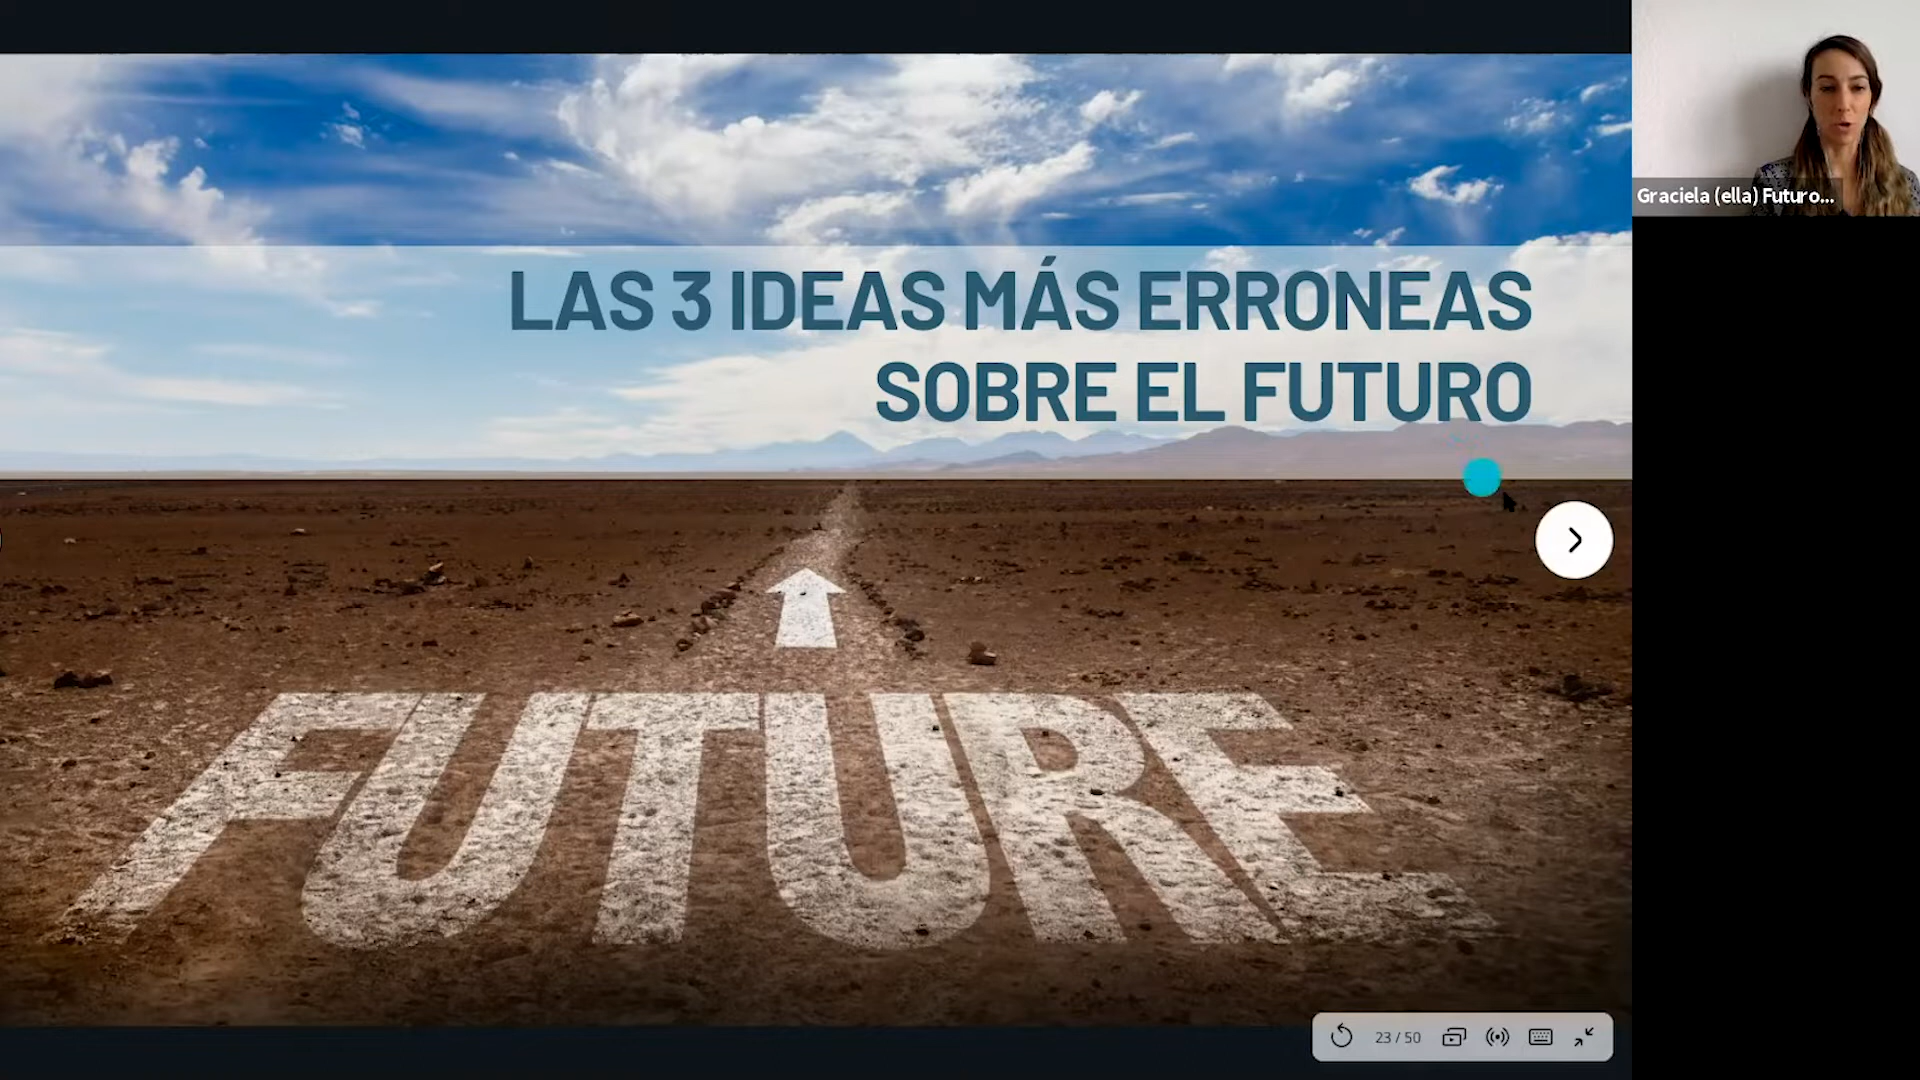 LAS 3 IDEAS MÁS ERRONEAS
SOBRE EL FUTURO
Graciela (ella) Futuro...
FUTURE
23 / 50